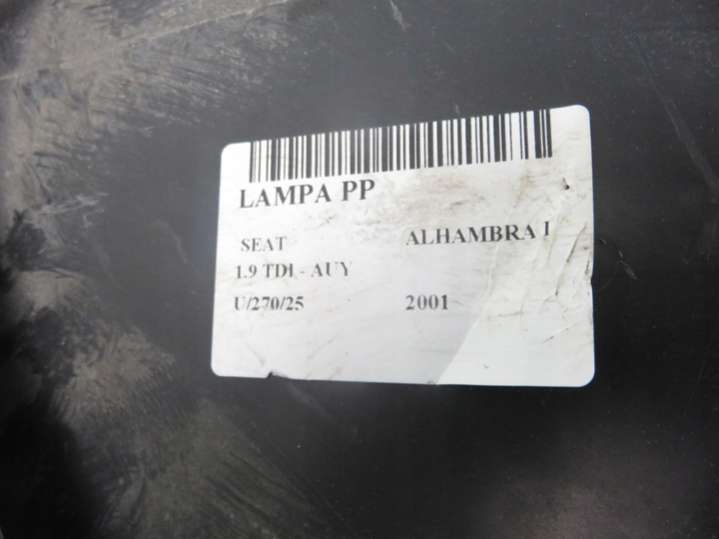 LAMPA PP
SEAT ALHAMBRA I
1.9 TDI - AUY
U/270/25 2001